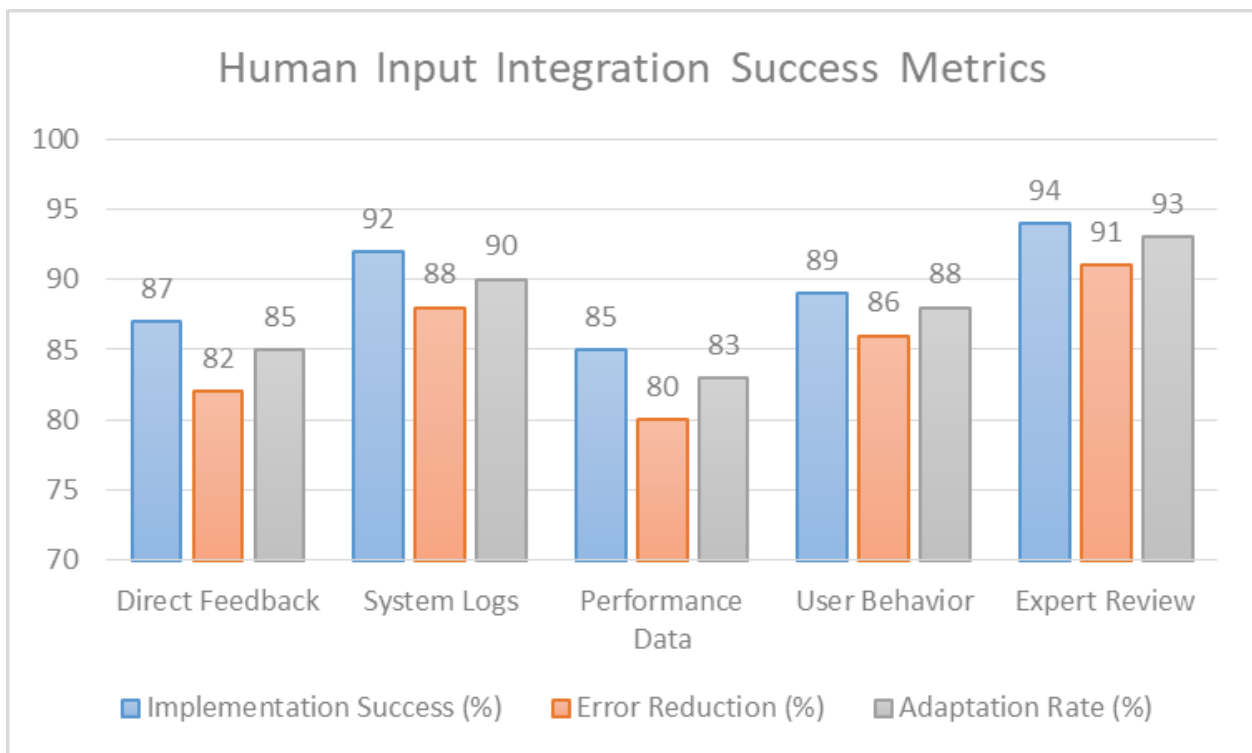 Human Input Integration Success Metrics
100
95
90
85
80
75
70
87
82
85
92
88
90
85
80
83
89
86
88
94
91
93
Direct Feedback
System Logs
Performance
Data
User Behavior
Expert Review
Implementation Success (%)
Error Reduction (%)
Adaptation Rate (%)